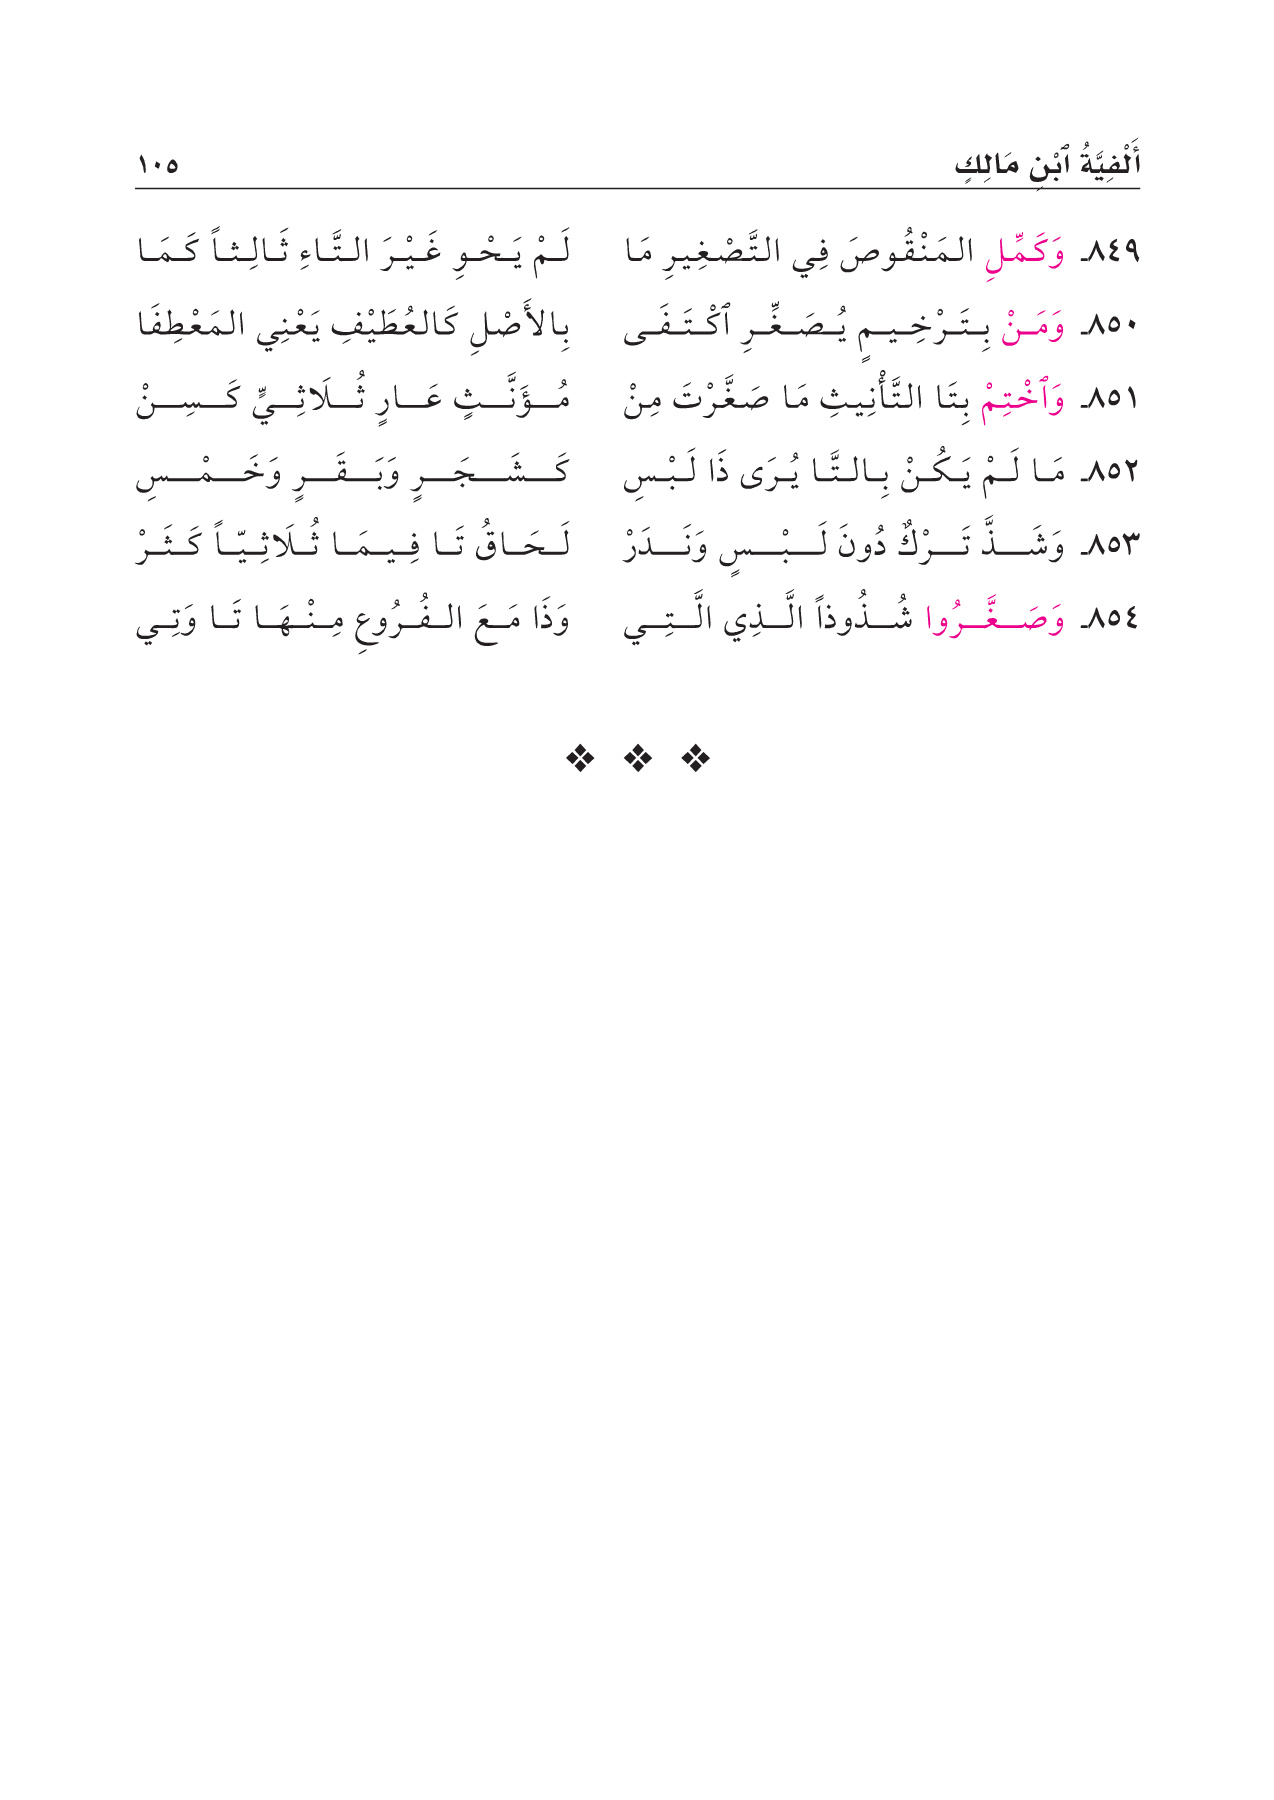 أَلْفِيَّةُ ٱبْنِ مَالِكٍ ١٠٥
٨٤٩ـ وَكَمِّلِ المَنْقُوصَ فِي التَّصْغِيرِ مَا لَمْ يَحْوِ غَيْرَ التَّاءِ ثَالِثاً كَمَا
٨٥٠ـ وَمَنْ بِتَرْخِيمٍ يُصَغِّرِ ٱكْتَفَى بِالأَصْلِ كَالعُطَيْفِ يَعْنِي المَعْطِفَا
٨٥١ـ وَٱخْتِمْ بِتَا التَّأْنِيثِ مَا صَغَّرْتَ مِنْ مُؤَنَّثٍ عَارٍ ثُلَاثِيٍّ كَسِنْ
٨٥٢ـ مَا لَمْ يَكُنْ بِالتَّا يُرَى ذَا لَبْسِ كَشَجَرٍ وَبَقَرٍ وَخَمْسِ
٨٥٣ـ وَشَذَّ تَرْكٌ دُونَ لَبْسٍ وَنَدَرْ لَحَاقُ تَا فِيمَا ثُلَاثِيّاً كَثَرْ
٨٥٤ـ وَصَغَّرُوا شُذُوذاً الَّذِي الَّتِي وَذَا مَعَ الفُرُوعِ مِنْهَا تَا وَتِي